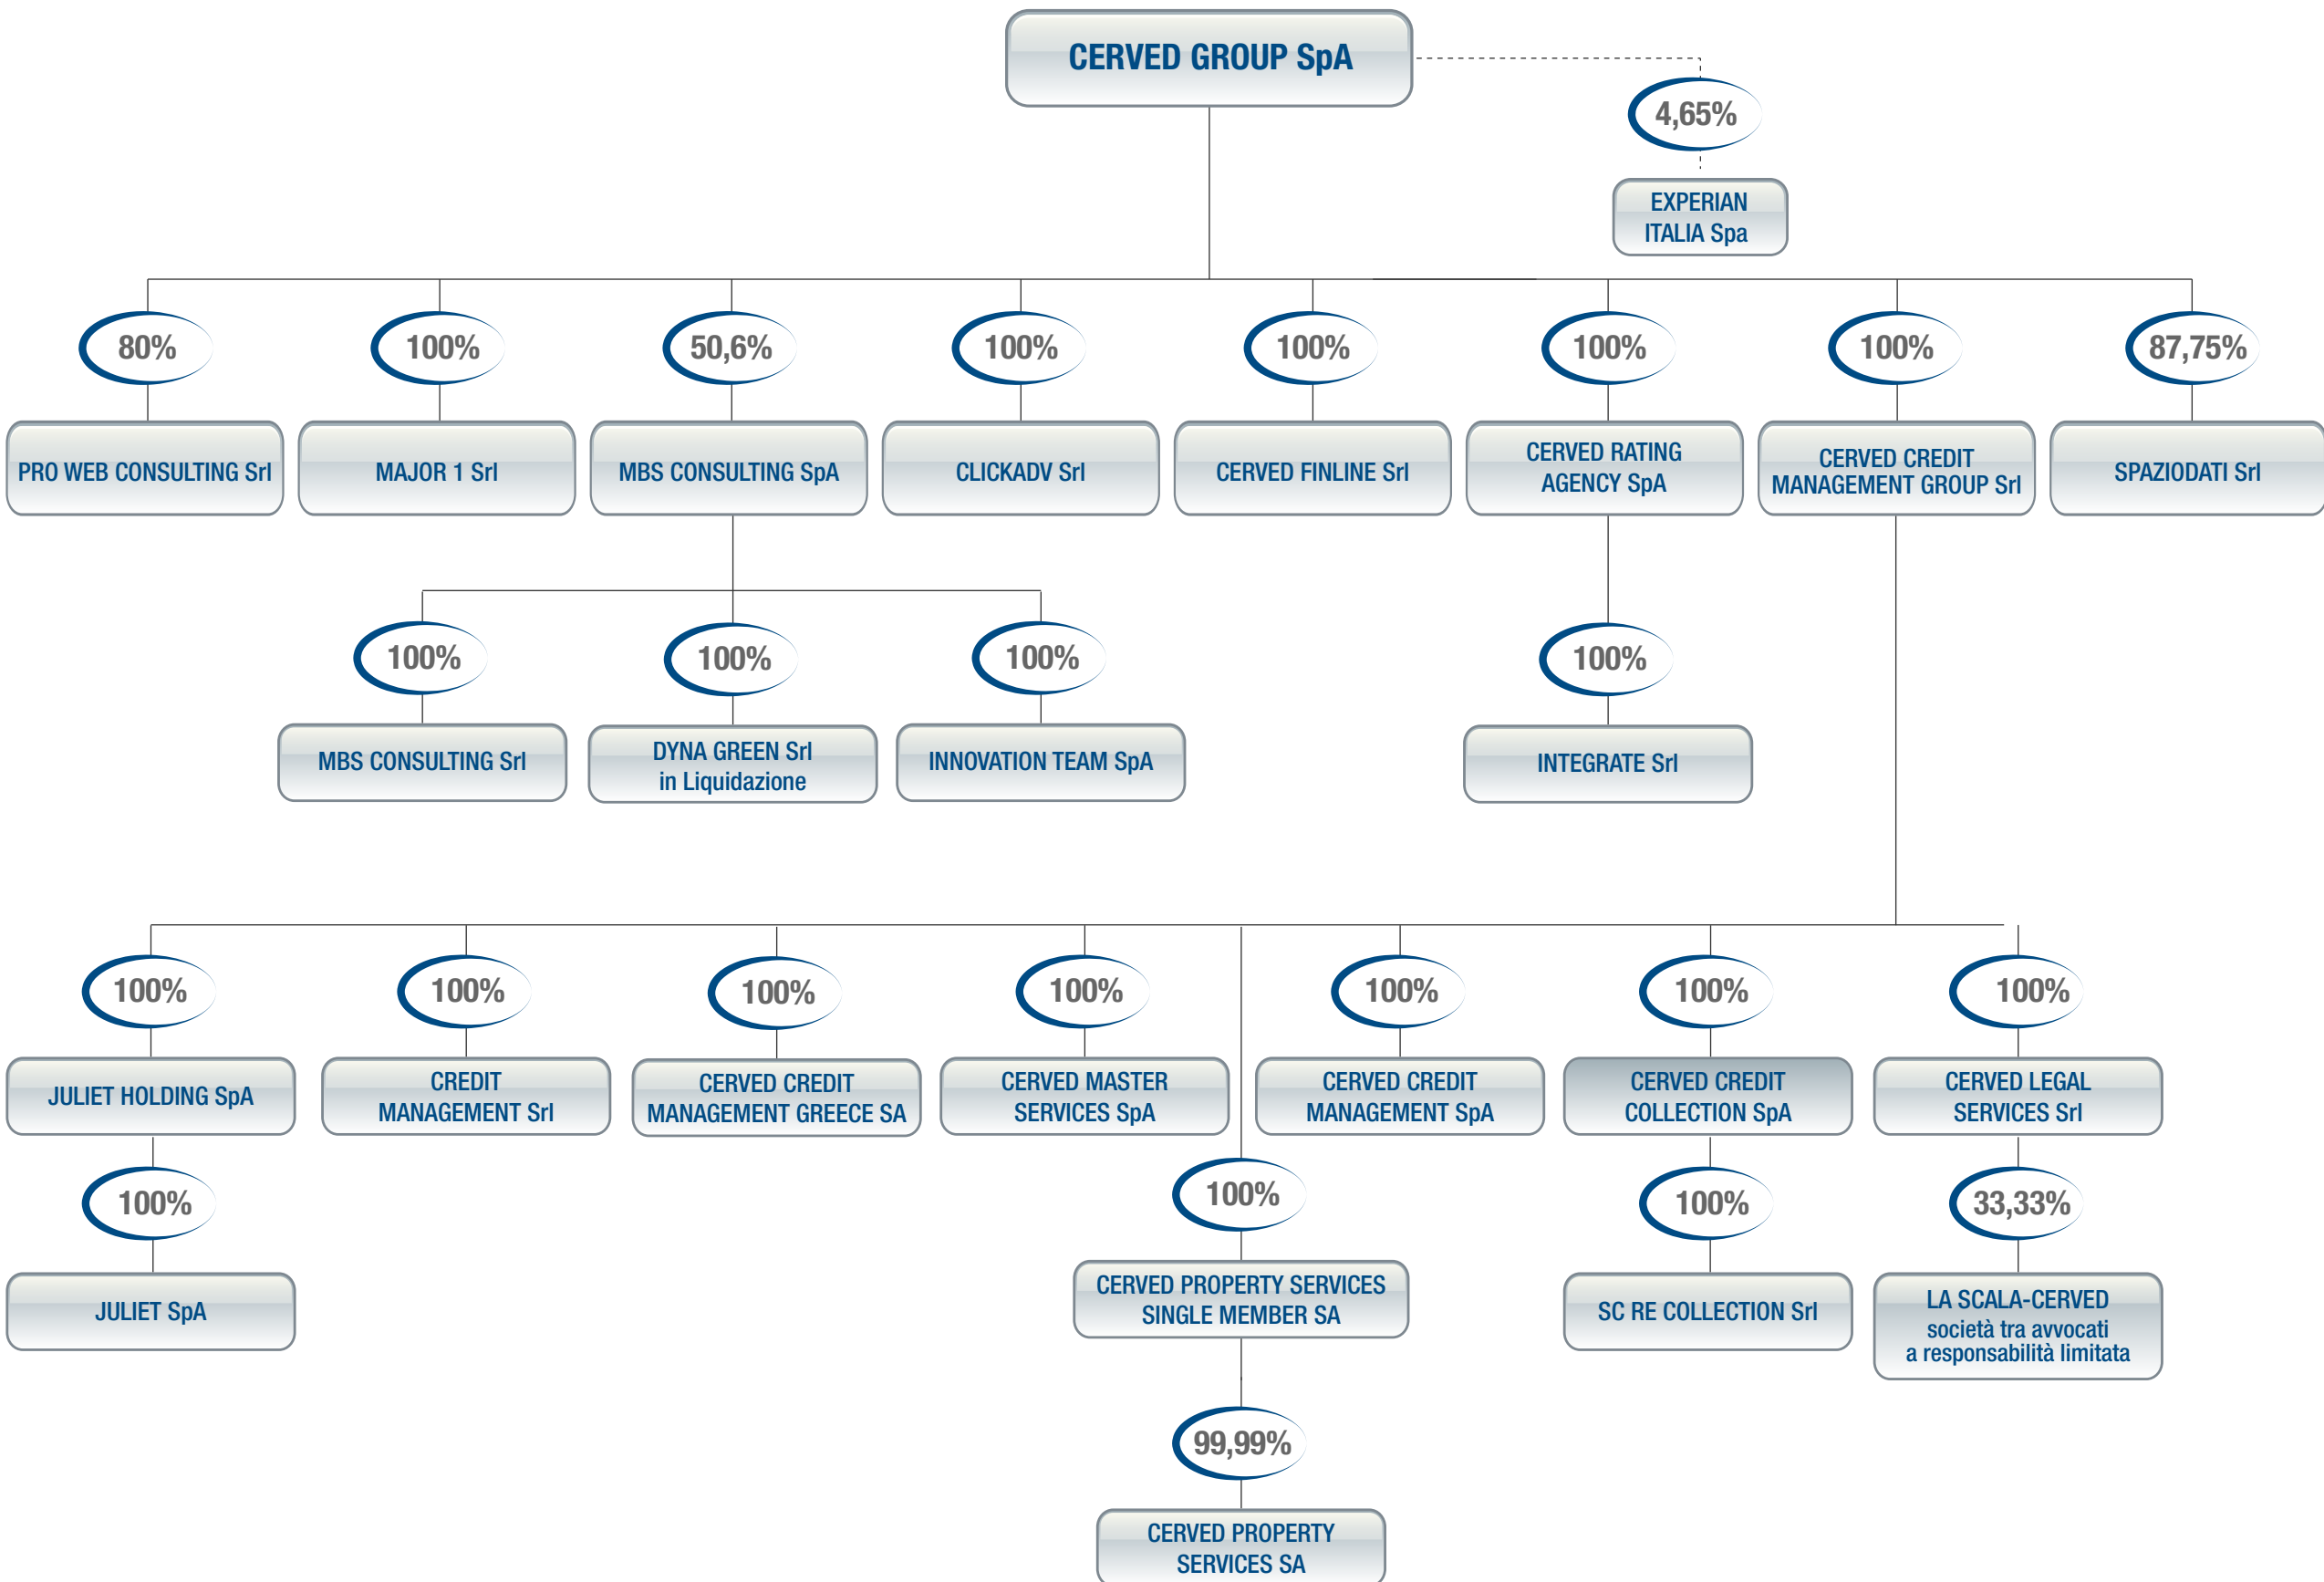 CERVED GROUP SpA
4,65%
EXPERIAN
ITALIA Spa
80%
100%
50,6%
100%
100%
100%
100%
87,75%
PRO WEB CONSULTING Srl
MAJOR 1 Srl
MBS CONSULTING SpA
CLICKADV Srl
CERVED FINLINE Srl
CERVED RATING
AGENCY SpA
CERVED CREDIT
MANAGEMENT GROUP Srl
SPAZIODATI Srl
100%
100%
100%
100%
MBS CONSULTING Srl
DYNA GREEN Srl
in Liquidazione
INNOVATION TEAM SpA
INTEGRATE Srl
100%
100%
100%
100%
100%
100%
100%
JULIET HOLDING SpA
CREDIT
MANAGEMENT Srl
CERVED CREDIT
MANAGEMENT GREECE SA
CERVED MASTER
SERVICES SpA
CERVED CREDIT
MANAGEMENT SpA
CERVED CREDIT
COLLECTION SpA
CERVED LEGAL
SERVICES Srl
100%
100%
100%
33,33%
JULIET SpA
CERVED PROPERTY SERVICES
SINGLE MEMBER SA
SC RE COLLECTION Srl
LA SCALA-CERVED
società tra avvocati
a responsabilità limitata
99,99%
CERVED PROPERTY
SERVICES SA